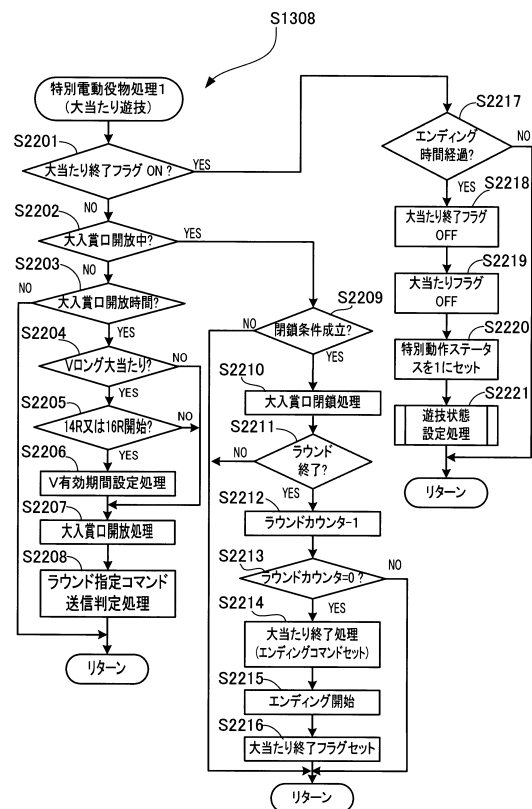 S1308
特別電動役物処理1
(大当たり遊技)
S2201
大当たり終了フラグ ON ?
YES
NO
S2202
大入賞口開放中?
YES
NO
S2203
NO
大入賞口開放時間?
YES
S2204
Vロング大当たり?
NO
YES
S2205
14R又は16R開始?
NO
YES
S2206
V有効期間設定処理
S2207
大入賞口開放処理
S2208
ラウンド指定コマンド
送信判定処理
リターン
S2209
NO
閉鎖条件成立?
YES
S2210
大入賞口閉鎖処理
S2211
NO
ラウンド
終了?
YES
S2212
ラウンドカウンタ-1
S2213
NO
ラウンドカウンタ=0 ?
YES
S2214
大当たり終了処理
(エンディングコマンドセット)
S2215
エンディング開始
S2216
大当たり終了フラグセット
リターン
S2217
NO
エンディング
時間経過?
YES
S2218
大当たり終了フラグ
OFF
S2219
大当たりフラグ
OFF
S2220
特別動作ステータ
スを1にセット
S2221
遊技状態
設定処理
リターン